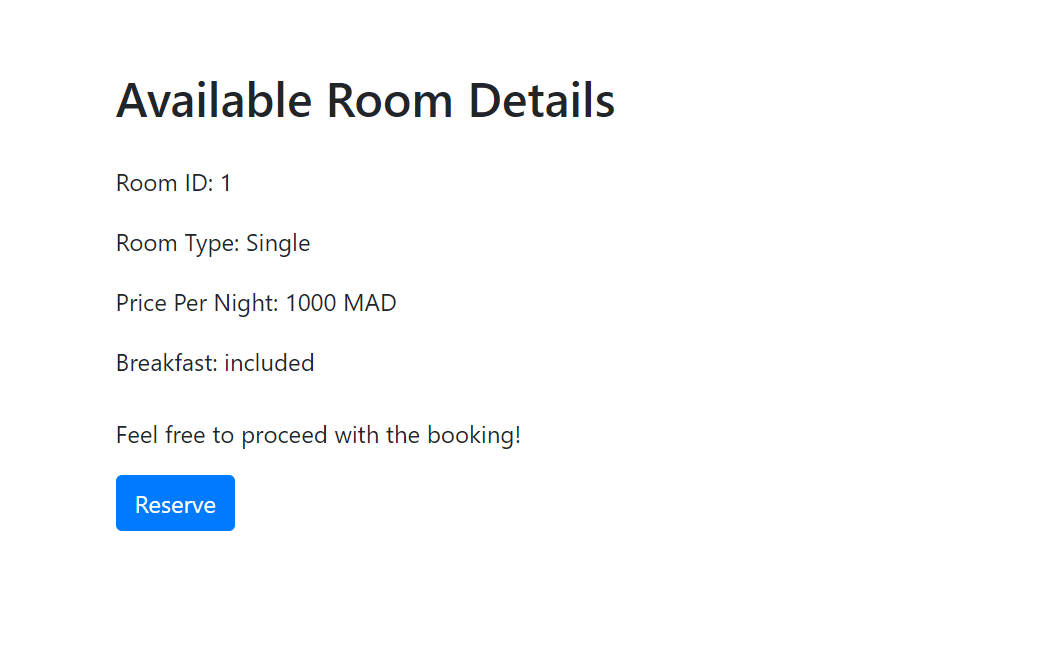 Available Room Details
Room ID: 1
Room Type: Single
Price Per Night: 1000 MAD
Breakfast: included
Feel free to proceed with the booking!
Reserve